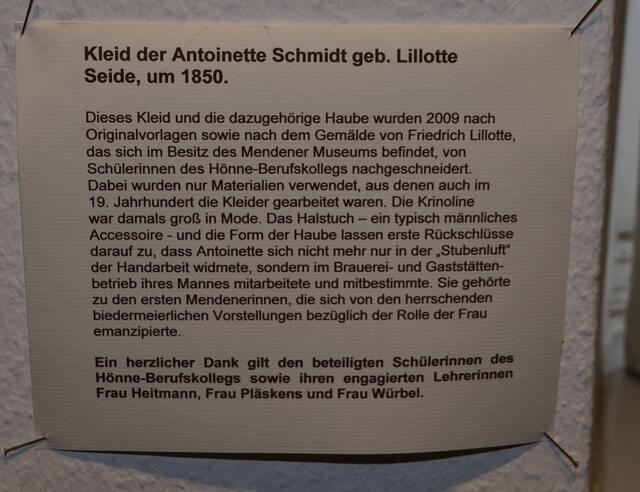 Kleid der Antoinette Schmidt geb. Lillotte
Seide, um 1850.
Dieses Kleid und die dazugehörige Haube wurden 2009 nach
Originalvorlagen sowie nach dem Gemälde von Friedrich Lillotte,
das sich im Besitz des Mendener Museums befindet, von
Schülerinnen des Hönne-Berufskollegs nachgeschneidert.
Dabei wurden nur Materialien verwendet, aus denen auch im
19. Jahrhundert die Kleider gearbeitet waren. Die Krinoline
war damals groß in Mode. Das Halstuch – ein typisch männliches
Accessoire - und die Form der Haube lassen erste Rückschlüsse
darauf zu, dass Antoinette sich nicht mehr nur in der „Stubenluft“
der Handarbeit widmete, sondern im Brauerei- und Gaststätten-
betrieb ihres Mannes mitarbeitete und mitbestimmte. Sie gehörte
zu den ersten Mendenerinnen, die sich von den herrschenden
biedermeierlichen Vorstellungen bezüglich der Rolle der Frau
emanzipierte.
Ein herzlicher Dank gilt den beteiligten Schülerinnen des
Hönne-Berufskollegs sowie ihren engagierten Lehrerinnen
Frau Heitmann, Frau Pläskens und Frau Würbel.